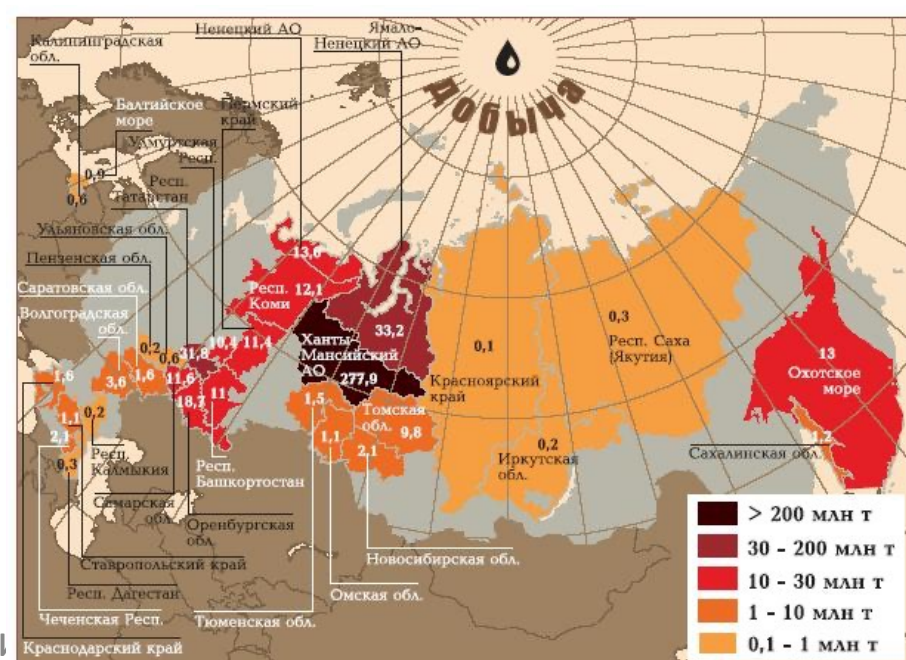 Ненецкий АО
Ямало-
Ненецкий АО
Калининградская
обл.
Добыча
Балтийское
море
Пермский
край
Удмуртская
Респ.
0,9
0,6
Респ.
Татарстан
Ульяновская обл.
Пензенская обл.
Саратовская обл.
Волгоградская
обл.
13,6
Респ.
Коми
12,1
33,2
0,3
Респ. Саха
(Якутия)
0,1
Красноярский
край
Ханты-
Мансийский
АО
277,9
0,2
0,6
31,8
10,4
11,4
1,6
3,6
1,6
11,6
18,7
11
13
Охотское
море
1,5
Томская
обл.
9,8
1,1
2,1
1,1
0,2
2,1
0,3
0,2
Иркутская
обл.
1,2
Сахалинская обл.
Респ.
Калмыкия
Респ.
Башкортостан
Самарская
обл.
Оренбургская
обл.
Новосибирская обл.
Ставропольский край
Омская обл.
Респ. Дагестан
Чеченская Респ.
Тюменская обл.
Краснодарский край
> 200 млн т
30 - 200 млн т
10 - 30 млн т
1 - 10 млн т
0,1 - 1 млн т